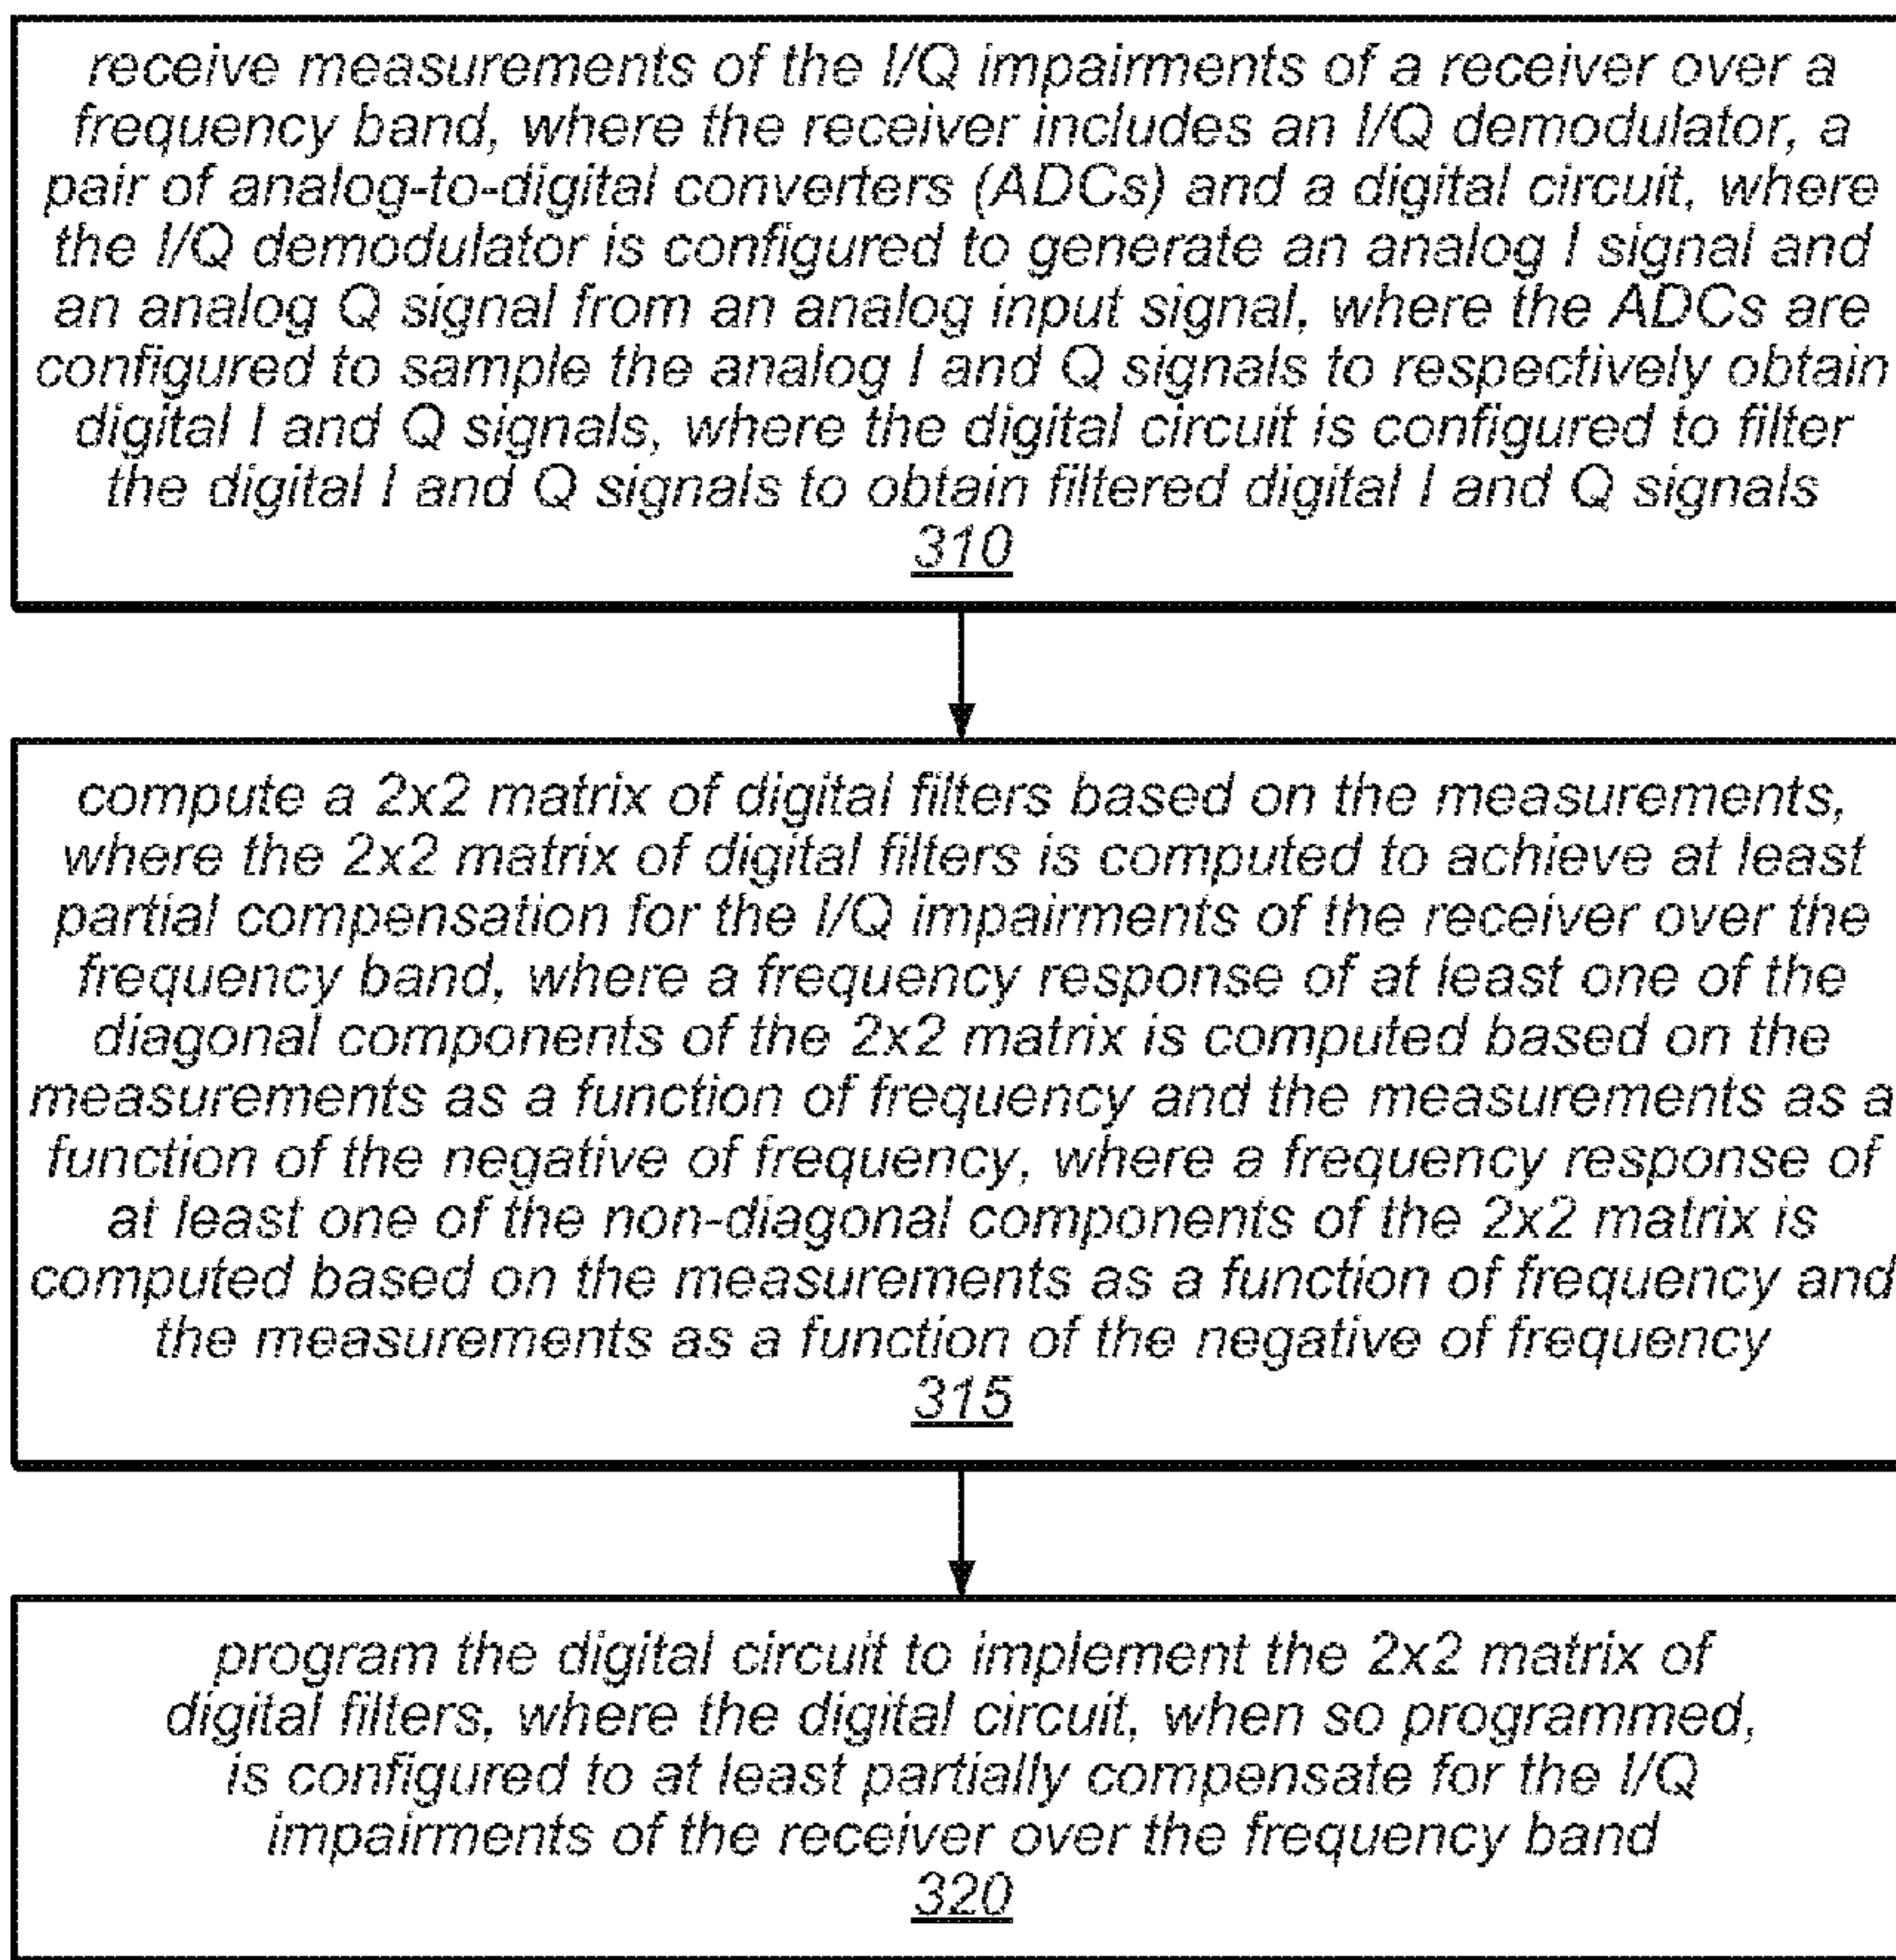 receive measurements of the I/Q impairments of a receiver over a
frequency band, where the receiver includes an I/Q demodulator, a
pair of analog-to-digital converters (ADCs) and a digital circuit, where
the I/Q demodulator is configured to generate an analog I signal and
an analog Q signal from an analog input signal, where the ADCs are
configured to sample the analog I and Q signals to respectively obtain
digital I and Q signals, where the digital circuit is configured to filter
the digital I and Q signals to obtain filtered digital I and Q signals
310
compute a 2x2 matrix of digital filters based on the measurements,
where the 2x2 matrix of digital filters is computed to achieve at least
partial compensation for the I/Q impairments of the receiver over the
frequency band, where a frequency response of at least one of the
diagonal components of the 2x2 matrix is computed based on the
measurements as a function of frequency and the measurements as a
function of the negative of frequency, where a frequency response of
at least one of the non-diagonal components of the 2x2 matrix is
computed based on the measurements as a function of frequency and
the measurements as a function of the negative of frequency
315
program the digital circuit to implement the 2x2 matrix of
digital filters, where the digital circuit, when so programmed,
is configured to at least partially compensate for the I/Q
impairments of the receiver over the frequency band
320